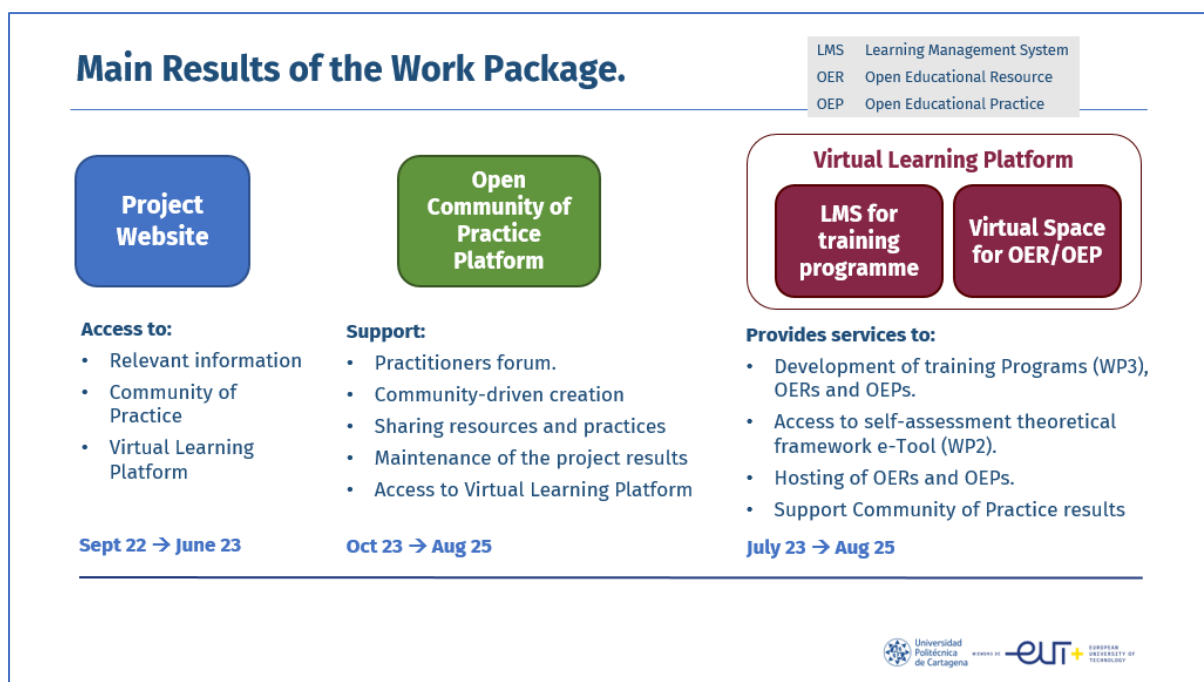 Main Results of the Work Package.
LMS Learning Management System
OER Open Educational Resource
OEP Open Educational Practice
Project
Website
Open
Community of
Practice
Platform
Virtual Learning Platform
LMS for
training
programme
Virtual Space
for OER/OEP
Access to:
• Relevant information
• Community of
Practice
• Virtual Learning
Platform
Sept 22 → June 23
Support:
• Practitioners forum.
• Community-driven creation
• Sharing resources and practices
• Maintenance of the project results
• Access to Virtual Learning Platform
Oct 23 → Aug 25
Provides services to:
• Development of training Programs (WP3),
OERs and OEPs.
• Access to self-assessment theoretical
framework e-Tool (WP2).
• Hosting of OERs and OEPs.
• Support Community of Practice results
July 23 → Aug 25
Universidad
Politécnica
de Cartagena
MIEMBRO DE
eut+
EUROPEAN
UNIVERSITY OF
TECHNOLOGY